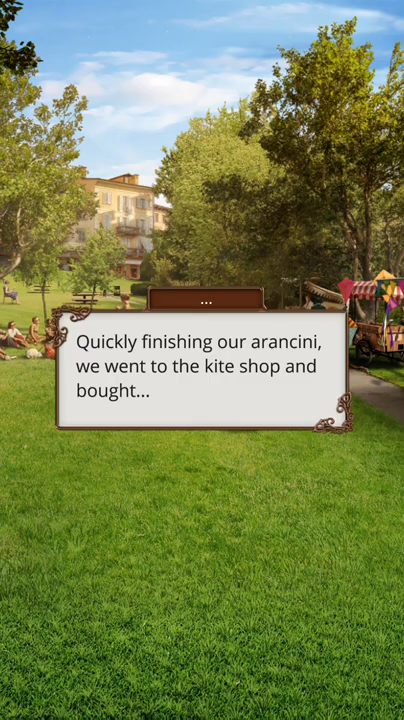 ...
Quickly finishing our arancini,
we went to the kite shop and
bought...